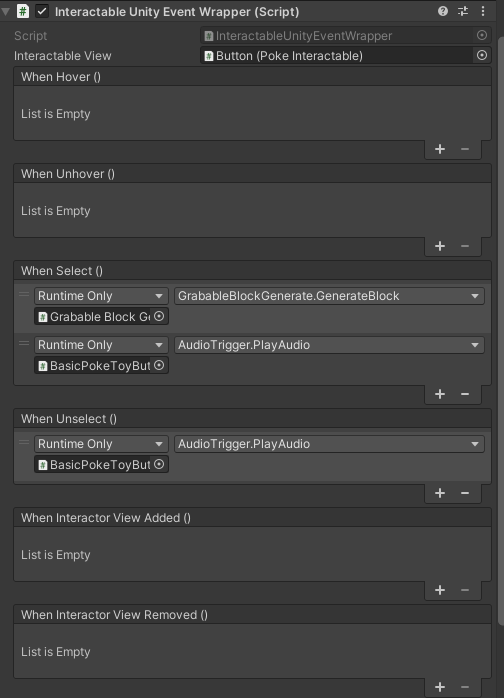 Interactable Unity Event Wrapper (Script)
Script InteractableUnityEventWrapper
Interactable View Button (Poke Interactable)
When Hover ()
List is Empty
+ −
When Unhover ()
List is Empty
+ −
When Select ()
Runtime Only GrabableBlockGenerate.GenerateBlock
Grabable Block Ge
Runtime Only AudioTrigger.PlayAudio
BasicPokeToyBut
+ −
When Unselect ()
Runtime Only AudioTrigger.PlayAudio
BasicPokeToyBut
+ −
When Interactor View Added ()
List is Empty
+ −
When Interactor View Removed ()
List is Empty
+ −